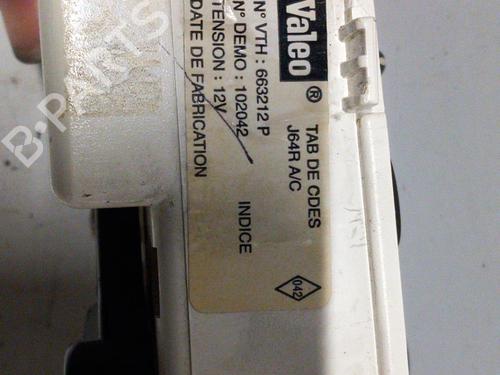 Valeo®
TAB DE CDES
J64R A/C
N° VTH : 663212 P
N° DEMO : 102042
TENSION : 12V
DATE DE FABRICATION
INDICE
042
B-PARTS